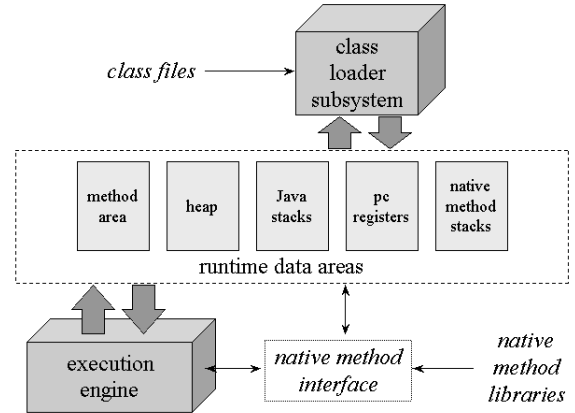 class files
class
loader
subsystem
method
area
heap
Java
stacks
pc
registers
native
method
stacks
runtime data areas
execution
engine
native method
interface
native
method
libraries